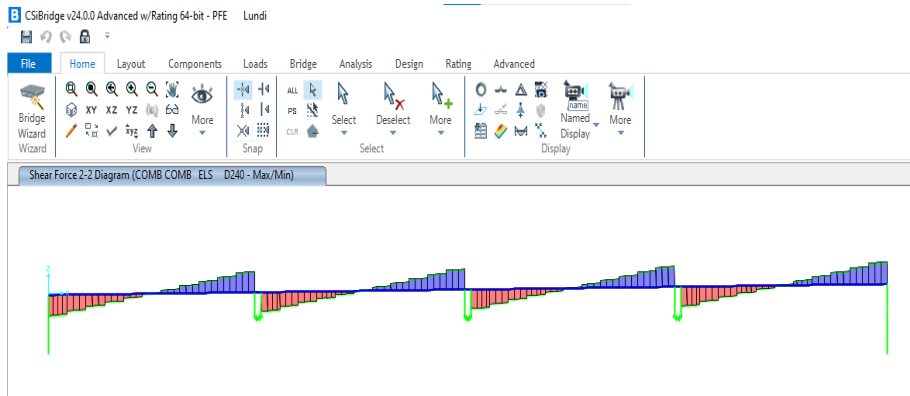 B CSiBridge v24.0.0 Advanced w/Rating 64-bit - PFE Lundi
File Home Layout Components Loads Bridge Analysis Design Rating Advanced
Bridge
Wizard
Wizard
XY XZ YZ
xyz
More
View
Snap
ALL
PS
CLR
Select
Deselect
More
Select
name
Named
Display
More
Display
Shear Force 2-2 Diagram (COMB COMB ELS D240 - Max/Min)
Z